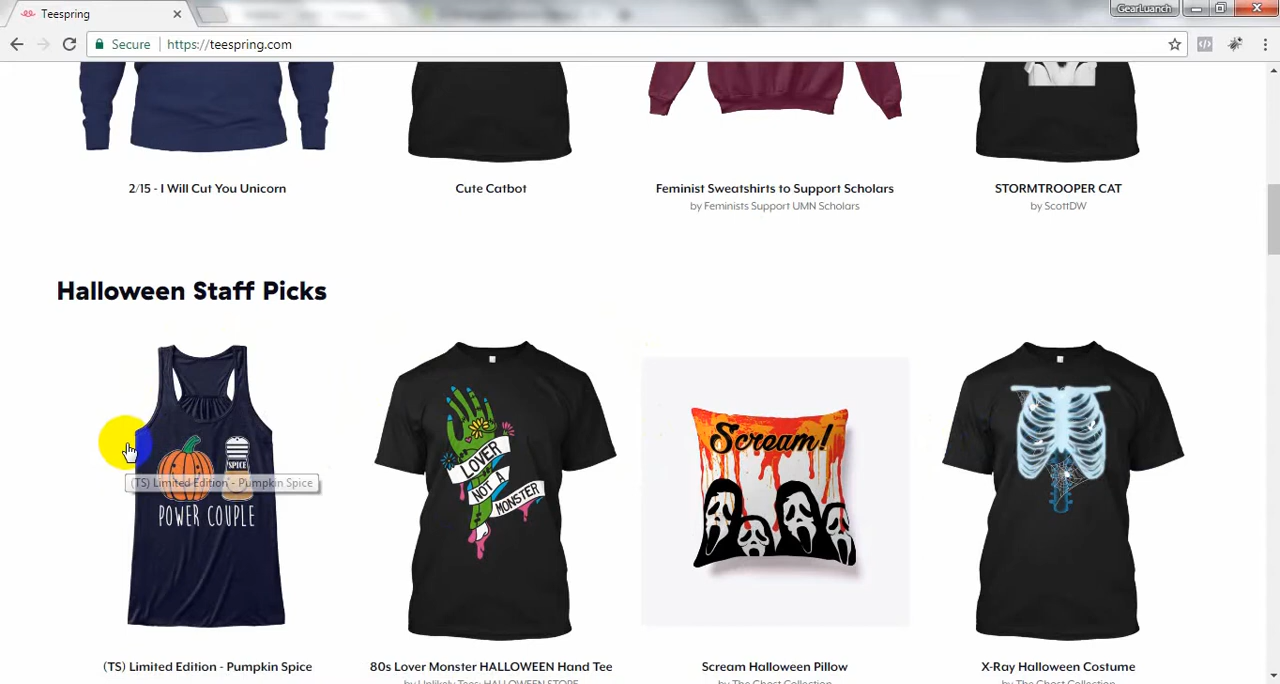 Teespring
GearLuanch
Secure
https://teespring.com
2/15 - I Will Cut You Unicorn
Cute Catbot
Feminist Sweatshirts to Support Scholars
STORMTROOPER CAT
by Feminists Support UMN Scholars
by ScottDW
Halloween Staff Picks
SPICE
POWER COUPLE
(TS) Limited Edition - Pumpkin Spice
LOVER
NOT A
MONSTER
Scream!
(TS) Limited Edition - Pumpkin Spice
80s Lover Monster HALLOWEEN Hand Tee
Scream Halloween Pillow
X-Ray Halloween Costume
by Unlikely Tees: HALLOWEEN STORE
by The Ghost Collection
by The Ghost Collection